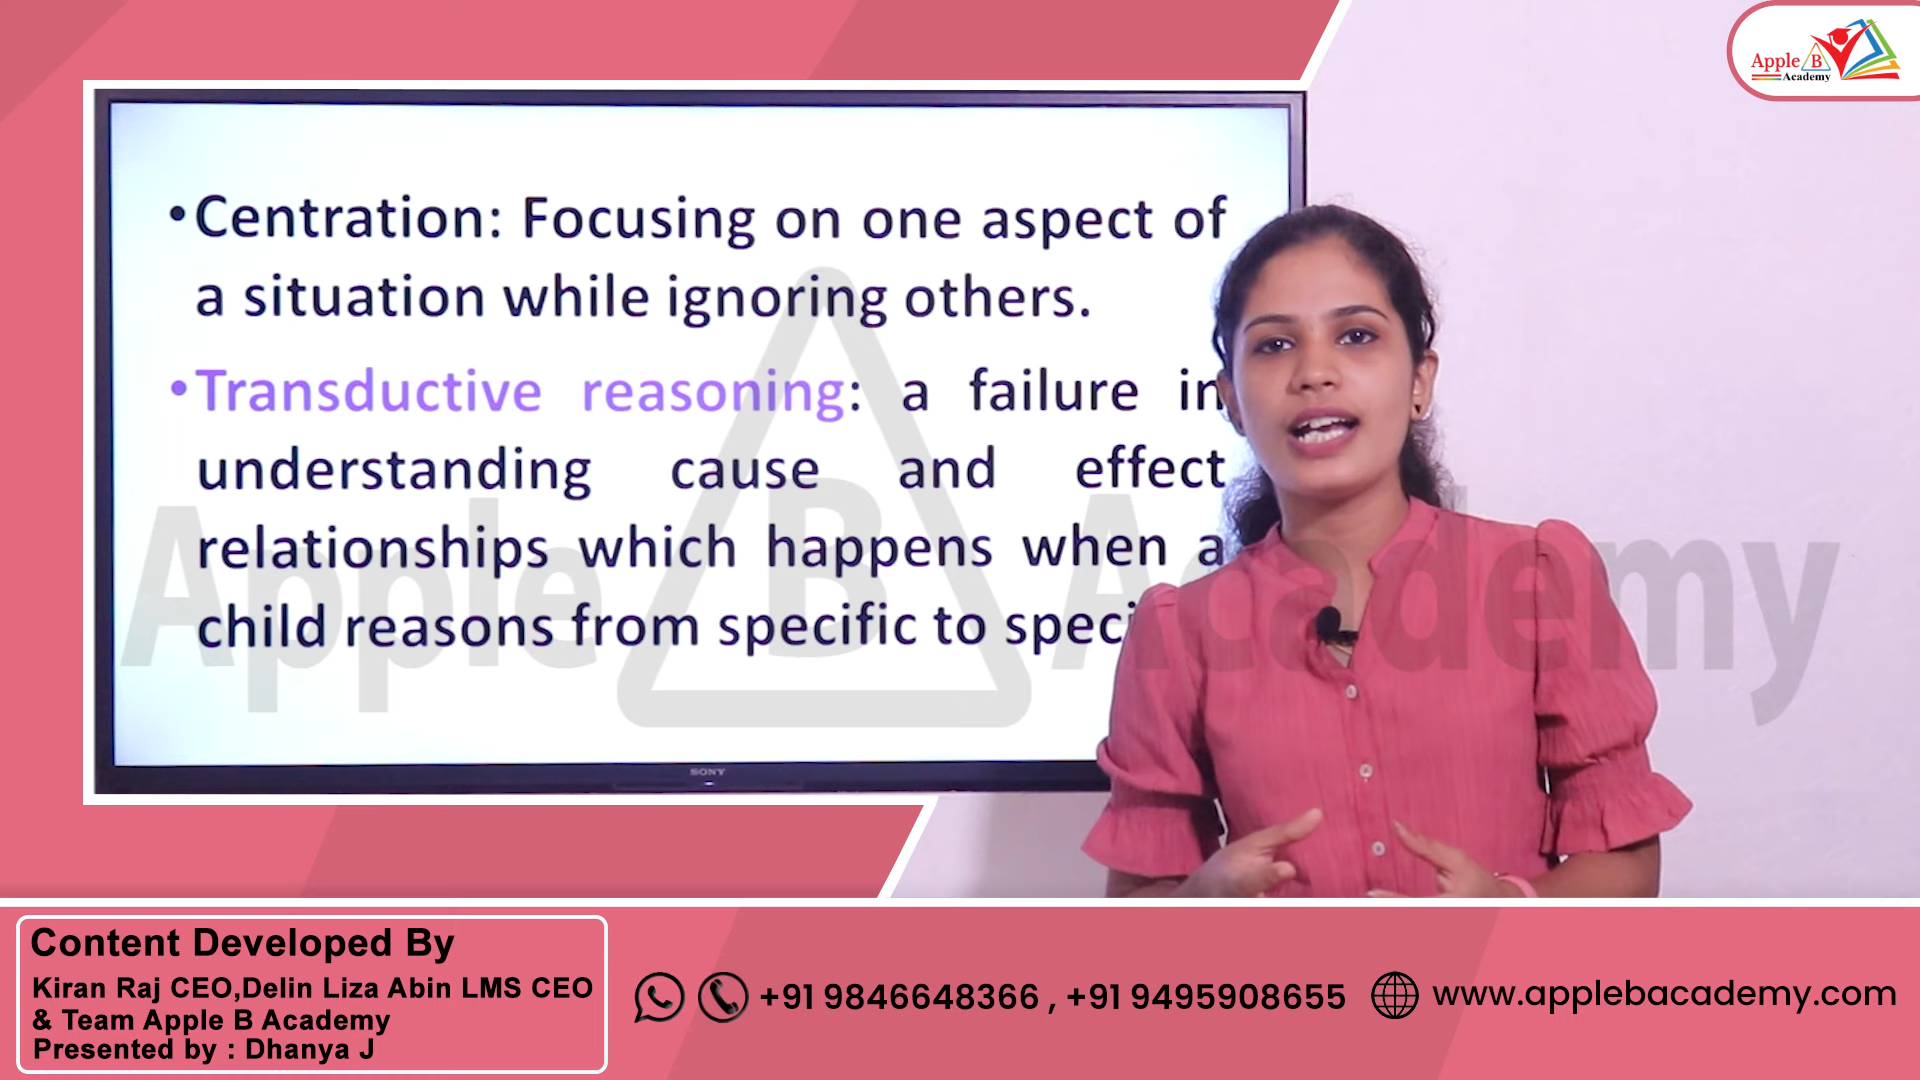 Apple B
Academy
•Centration: Focusing on one aspect of
a situation while ignoring others.
•Transductive reasoning: a failure in
understanding cause and effect
relationships which happens when a
child reasons from specific to
Apple B Academy
SONY
Content Developed By
Kiran Raj CEO,Delin Liza Abin LMS CEO
& Team Apple B Academy
Presented by : Dhanya J
+91 9846648366 , +91 9495908655
www.applebacademy.com